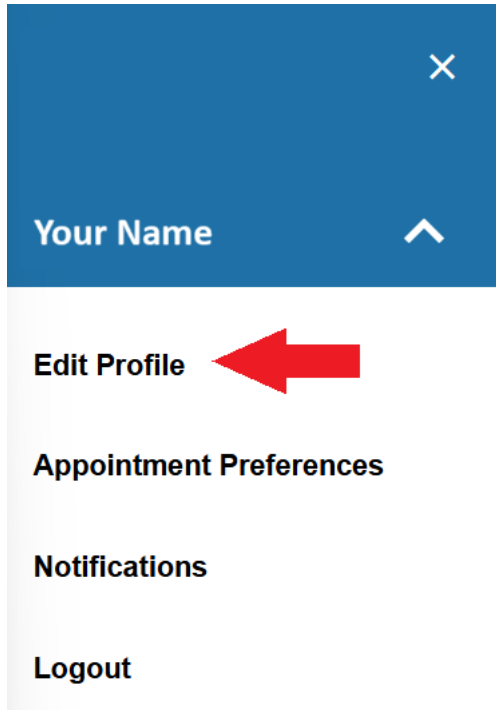 Your Name
Edit Profile
Appointment Preferences
Notifications
Logout